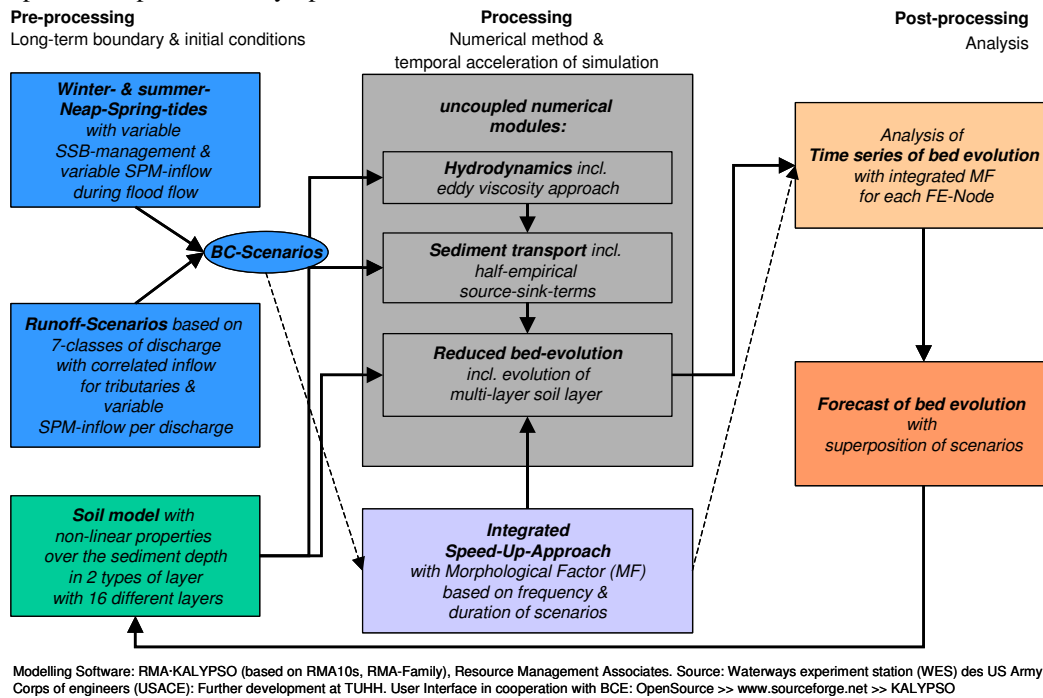 Pre-processing
Long-term boundary & initial conditions
Processing
Numerical method &
temporal acceleration of simulation
Post-processing
Analysis
Winter- & summer-
Neap-Spring-tides
with variable
SSB-management &
variable SPM-inflow
during flood flow
BC-Scenarios
Runoff-Scenarios based on
7-classes of discharge
with correlated inflow
for tributaries &
variable
SPM-inflow per discharge
Soil model with
non-linear properties
over the sediment depth
in 2 types of layer
with 16 different layers
uncoupled numerical
modules:
Hydrodynamics incl.
eddy viscosity approach
Sediment transport incl.
half-empirical
source-sink-terms
Reduced bed-evolution
incl. evolution of
multi-layer soil layer
Integrated
Speed-Up-Approach
with Morphological Factor (MF)
based on frequency &
duration of scenarios
Analysis of
Time series of bed evolution
with integrated MF
for each FE-Node
Forecast of bed evolution
with
superposition of scenarios
Modelling Software: RMA·KALYPSO (based on RMA10s, RMA-Family), Resource Management Associates. Source: Waterways experiment station (WES) des US Army
Corps of engineers (USACE): Further development at TUHH. User Interface in cooperation with BCE: OpenSource >> www.sourceforge.net >> KALYPSO